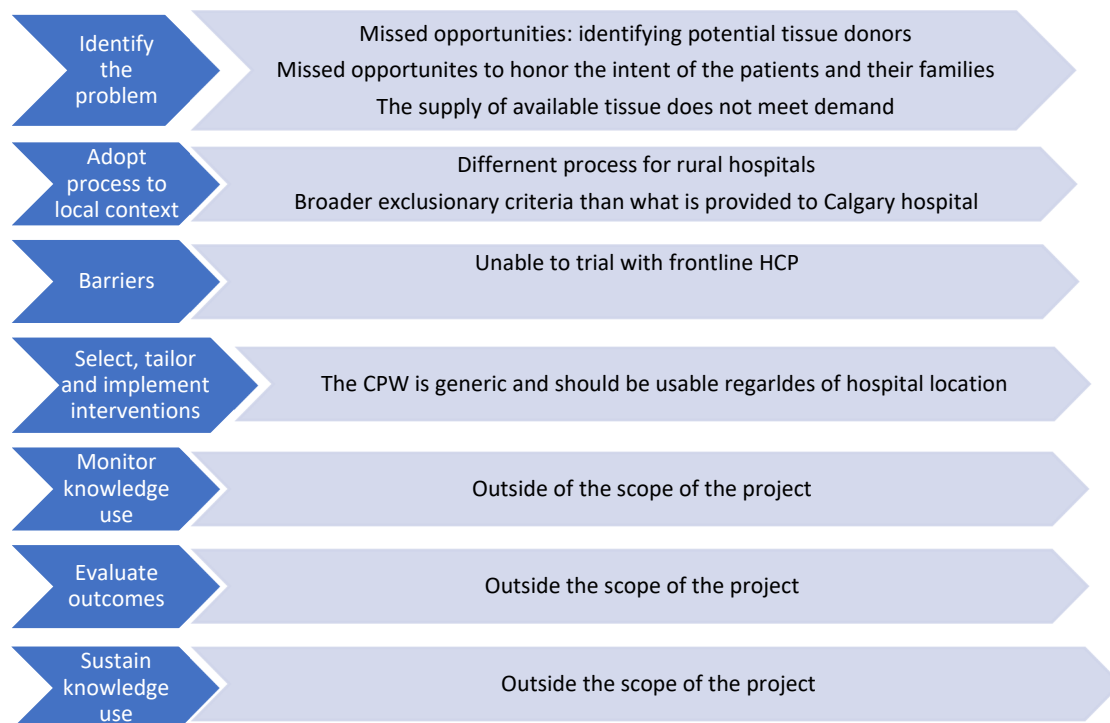 Identify
the
problem
Missed opportunities: identifying potential tissue donors
Missed opportunites to honor the intent of the patients and their families
The supply of available tissue does not meet demand
Adopt
process to
local context
Differnent process for rural hospitals
Broader exclusionary criteria than what is provided to Calgary hospital
Barriers
Unable to trial with frontline HCP
Select, tailor
and implement
interventions
The CPW is generic and should be usable regarldes of hospital location
Monitor
knowledge
use
Outside of the scope of the project
Evaluate
outcomes
Outside the scope of the project
Sustain
knowledge
use
Outside the scope of the project